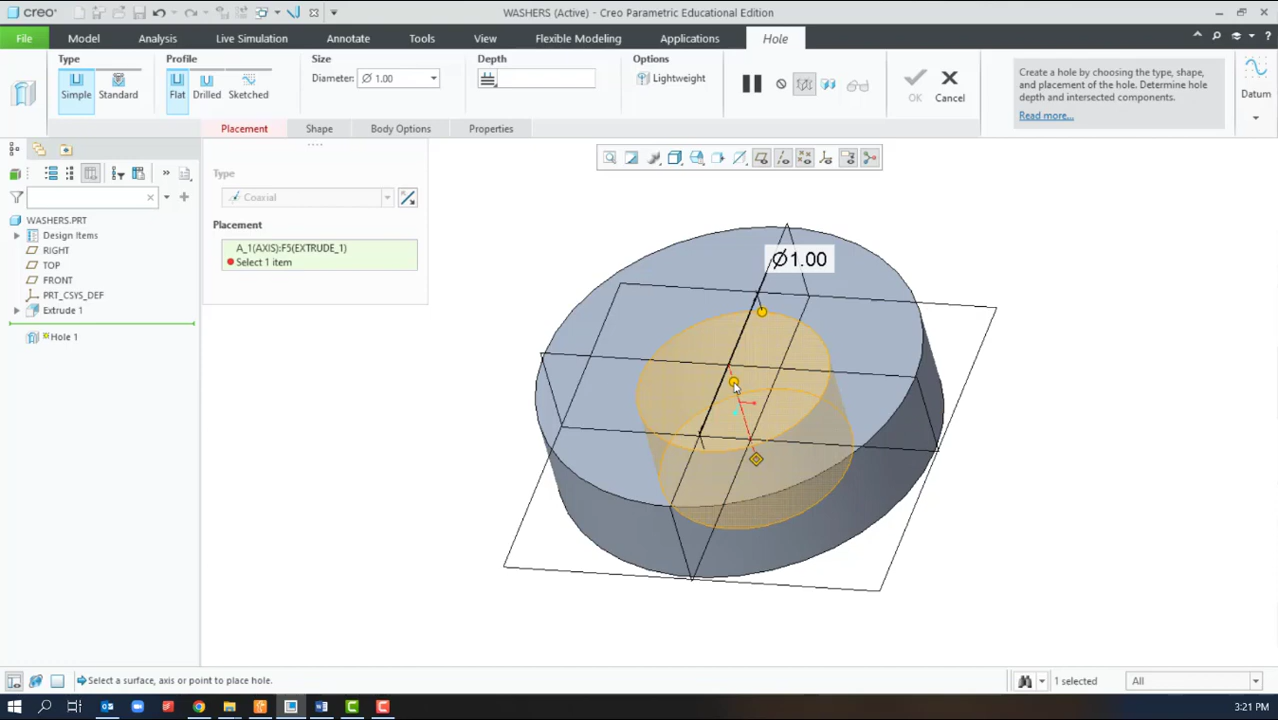 creo
WASHERS (Active) - Creo Parametric Educational Edition
File
Model
Analysis
Live Simulation
Annotate
Tools
View
Flexible Modeling
Applications
Hole
Type
Profile
Size
Depth
Options
Simple
Standard
Flat
Drilled
Sketched
Diameter:
Ø 1.00
Lightweight
OK
Cancel
Create a hole by choosing the type, shape,
and placement of the hole. Determine hole
depth and intersected components.
Read more...
Datum
Placement
Shape
Body Options
Properties
Type
Coaxial
Placement
A_1(AXIS):F5(EXTRUDE_1)
Select 1 item
WASHERS.PRT
Design Items
RIGHT
TOP
FRONT
PRT_CSYS_DEF
Extrude 1
Hole 1
Ø1.00
Select a surface, axis or point to place hole.
1 selected
All
3:21 PM